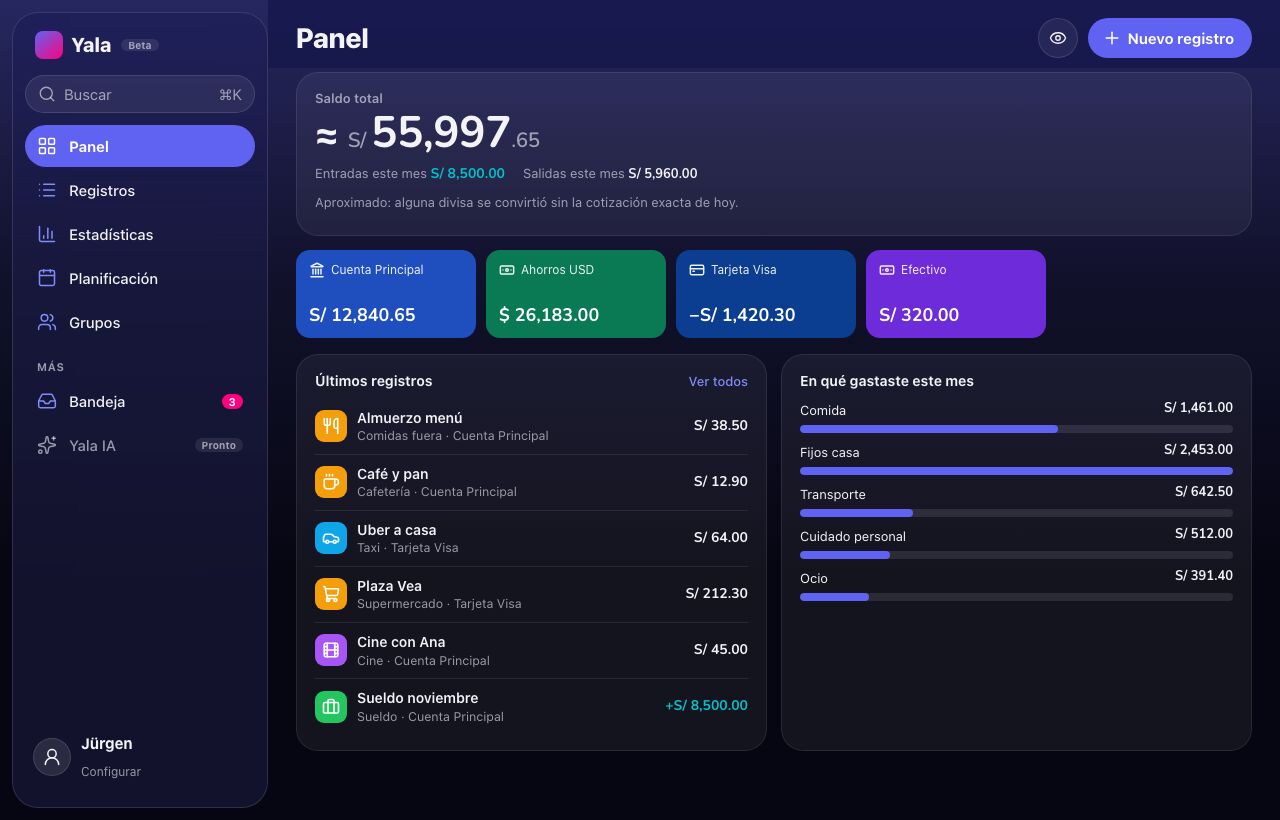 Yala Beta
Buscar ⌘K
Panel
Registros
Estadísticas
Planificación
Grupos
MÁS
Bandeja 3
Yala IA Pronto
Jürgen
Configurar
Panel
Nuevo registro
Saldo total
≈ S/ 55,997.65
Entradas este mes S/ 8,500.00 Salidas este mes S/ 5,960.00
Aproximado: alguna divisa se convirtió sin la cotización exacta de hoy.
Cuenta Principal
S/ 12,840.65
Ahorros USD
$ 26,183.00
Tarjeta Visa
−S/ 1,420.30
Efectivo
S/ 320.00
Últimos registros Ver todos
Almuerzo menú
Comidas fuera · Cuenta Principal
S/ 38.50
Café y pan
Cafetería · Cuenta Principal
S/ 12.90
Uber a casa
Taxi · Tarjeta Visa
S/ 64.00
Plaza Vea
Supermercado · Tarjeta Visa
S/ 212.30
Cine con Ana
Cine · Cuenta Principal
S/ 45.00
Sueldo noviembre
Sueldo · Cuenta Principal
+S/ 8,500.00
En qué gastaste este mes
Comida S/ 1,461.00
Fijos casa S/ 2,453.00
Transporte S/ 642.50
Cuidado personal S/ 512.00
Ocio S/ 391.40